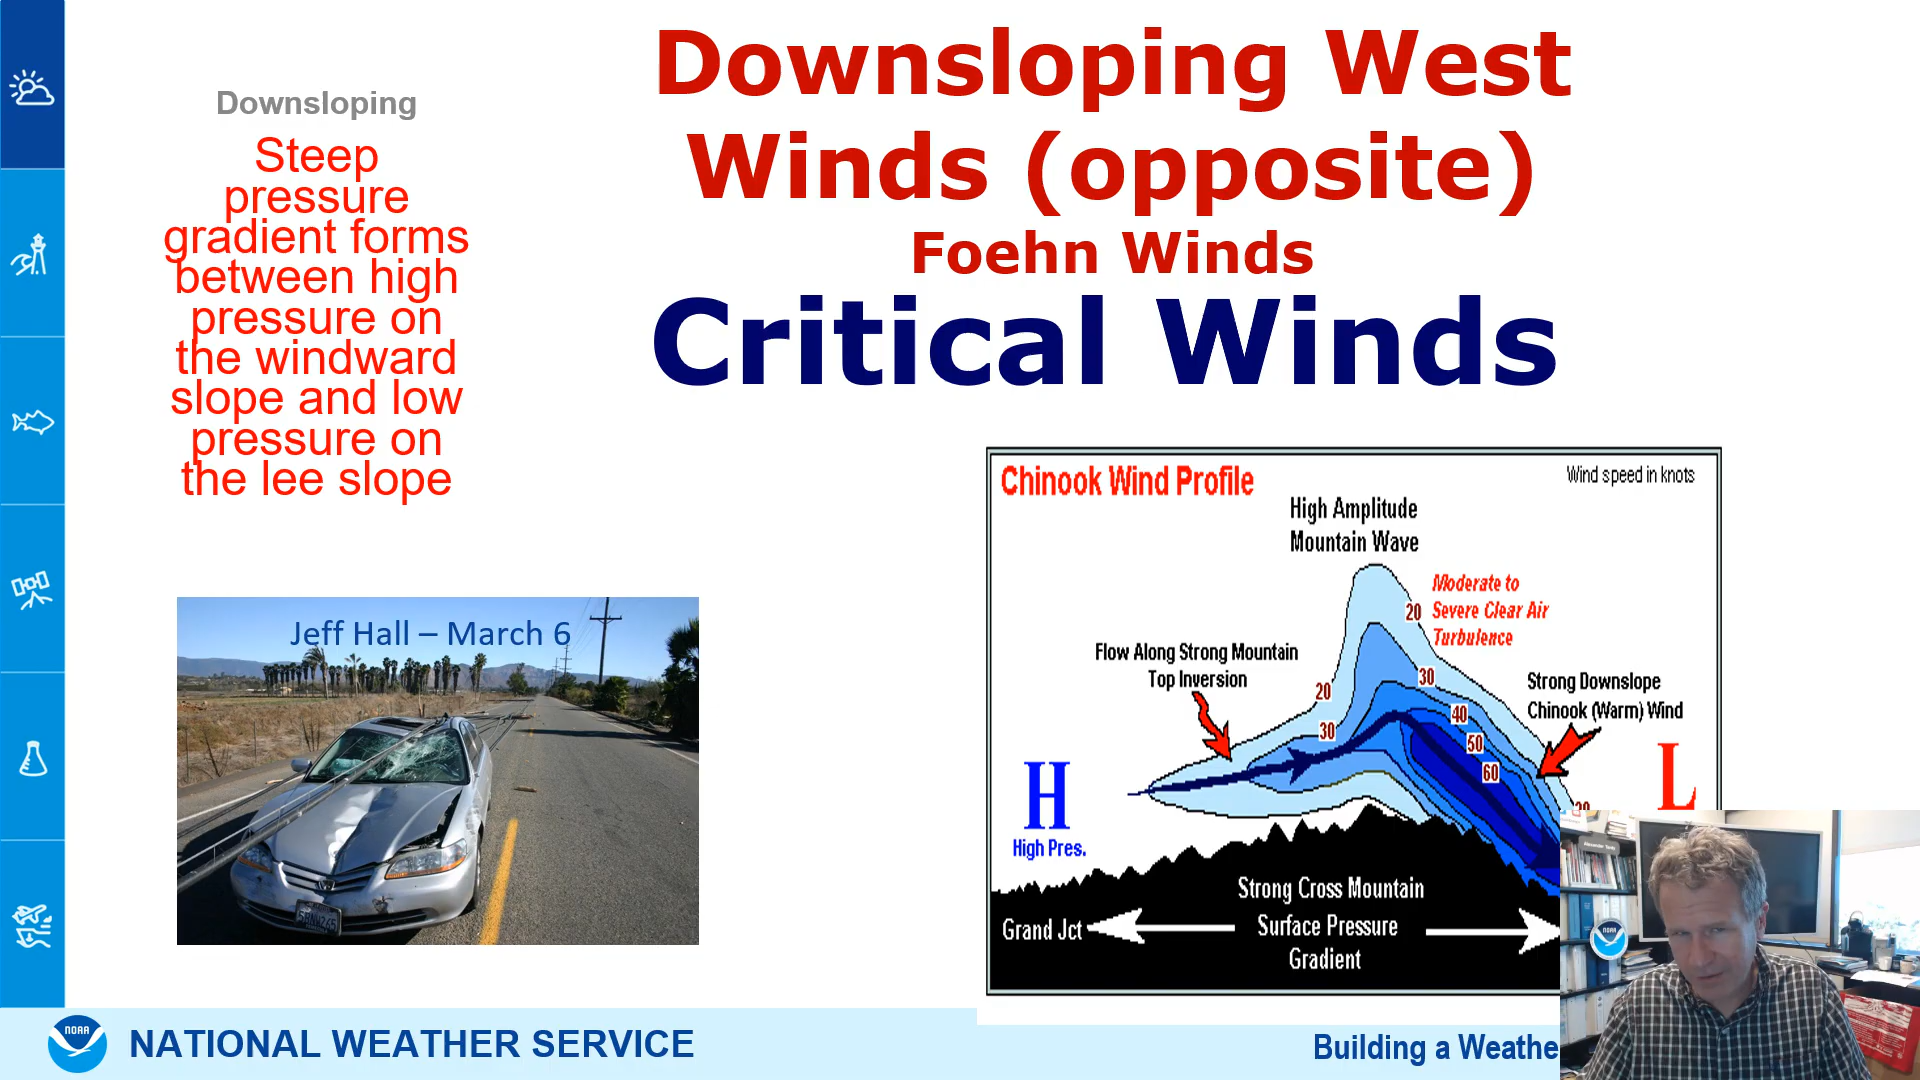 Downsloping
Steep
pressure
gradient forms
between high
pressure on
the windward
slope and low
pressure on
the lee slope
Downsloping West
Winds (opposite)
Foehn Winds
Critical Winds
Jeff Hall – March 6
Chinook Wind Profile
Wind speed in knots
High Amplitude
Mountain Wave
Moderate to
Severe Clear Air
Turbulence
20
Flow Along Strong Mountain
Top Inversion
20
30
30
40
50
60
Strong Downslope
Chinook (Warm) Wind
H
High Pres.
L
Strong Cross Mountain
Surface Pressure
Gradient
Grand Jct
NOAA
NATIONAL WEATHER SERVICE
Building a Weathe
NOAA